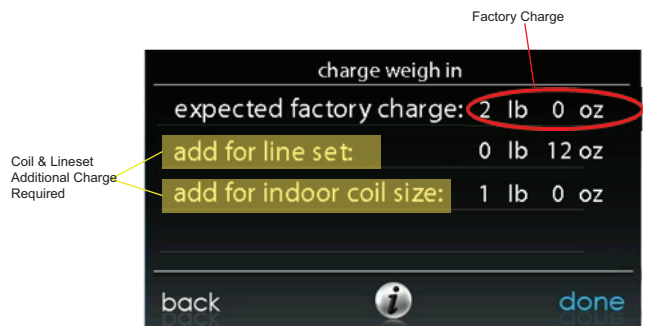 Factory Charge
charge weigh in
expected factory charge: 2 lb 0 oz
add for line set: 0 lb 12 oz
add for indoor coil size: 1 lb 0 oz
Coil & Lineset
Additional Charge
Required
back i done